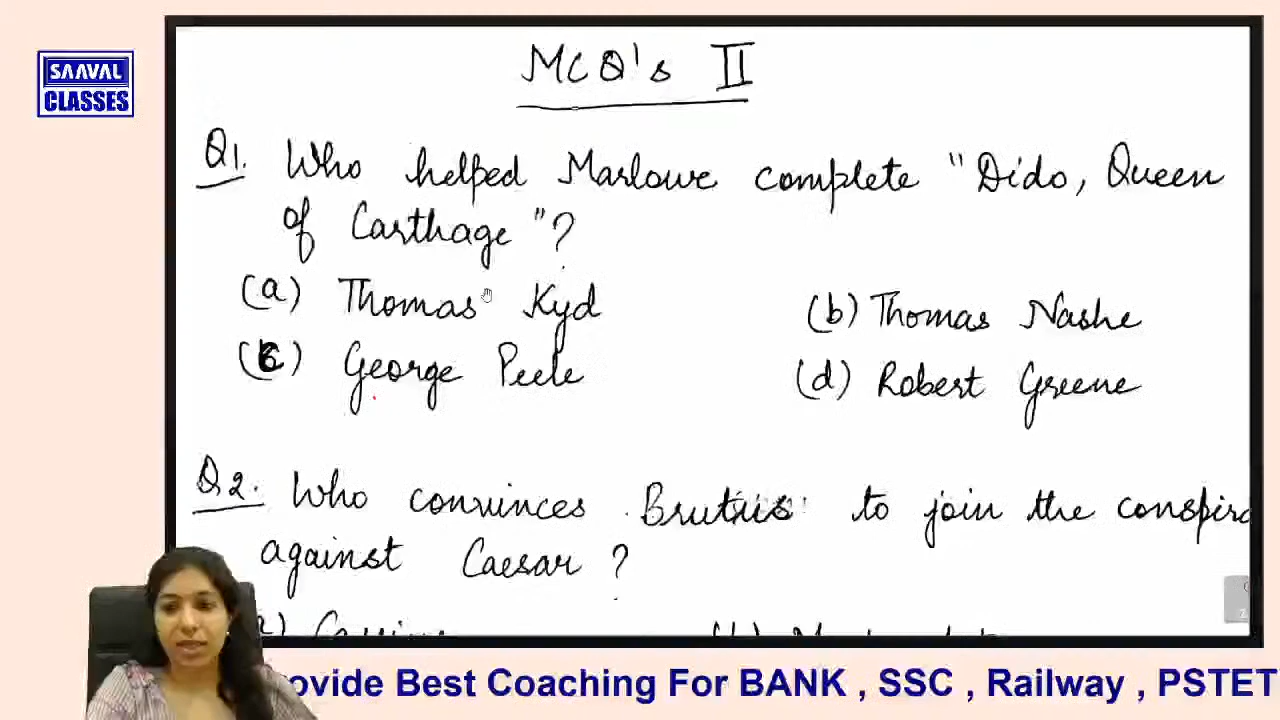 SAAVAL
CLASSES
MCQ's II
Q1. Who helped Marlowe complete "Dido, Queen
of Carthage"?
(a) Thomas Kyd (b) Thomas Nashe
(c) George Peele (d) Robert Greene
Q2. Who convinces Brutus to join the conspira
against Caesar?
ovide Best Coaching For BANK , SSC , Railway , PSTET